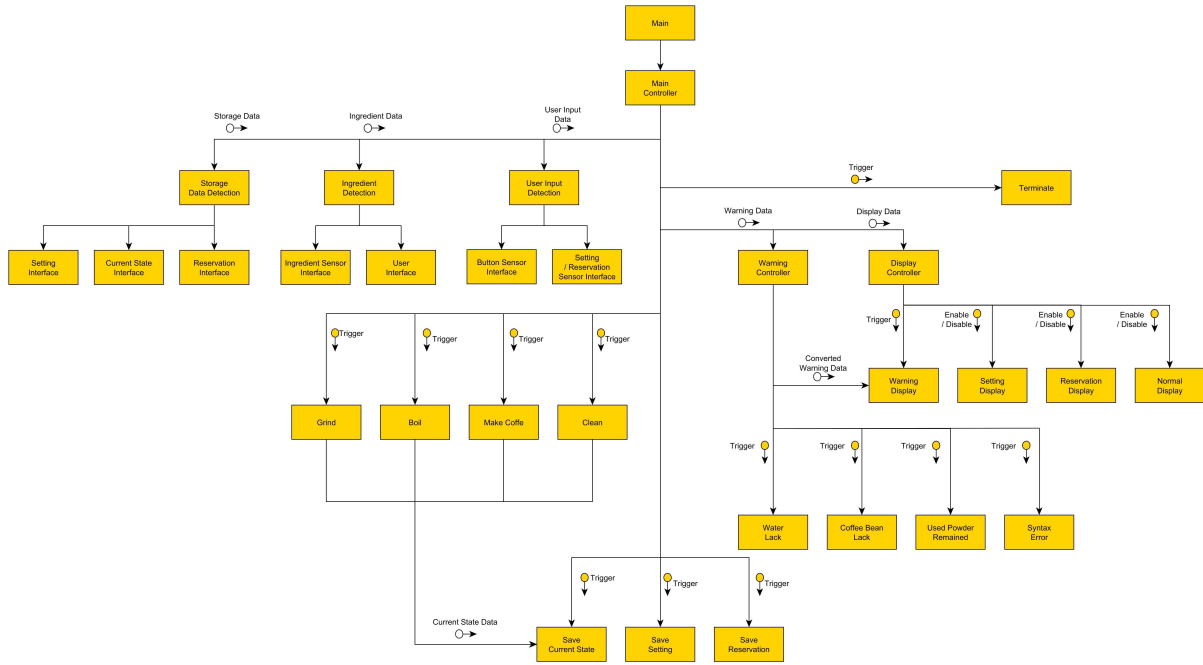 Main
Main
Controller
Storage Data
Ingredient Data
User Input
Data
Storage
Data Detection
Ingredient
Detection
User Input
Detection
Trigger
Terminate
Warning Data
Display Data
Setting
Interface
Current State
Interface
Reservation
Interface
Ingredient Sensor
Interface
User
Interface
Button Sensor
Interface
Setting
/ Reservation
Sensor Interface
Warning
Controller
Display
Controller
Trigger
Trigger
Trigger
Trigger
Trigger
Enable
/ Disable
Enable
/ Disable
Enable
/ Disable
Converted
Warning Data
Warning
Display
Setting
Display
Reservation
Display
Normal
Display
Grind
Boil
Make Coffe
Clean
Trigger
Trigger
Trigger
Trigger
Water
Lack
Coffee Bean
Lack
Used Powder
Remained
Syntax
Error
Trigger
Trigger
Trigger
Current State Data
Save
Current State
Save
Setting
Save
Reservation